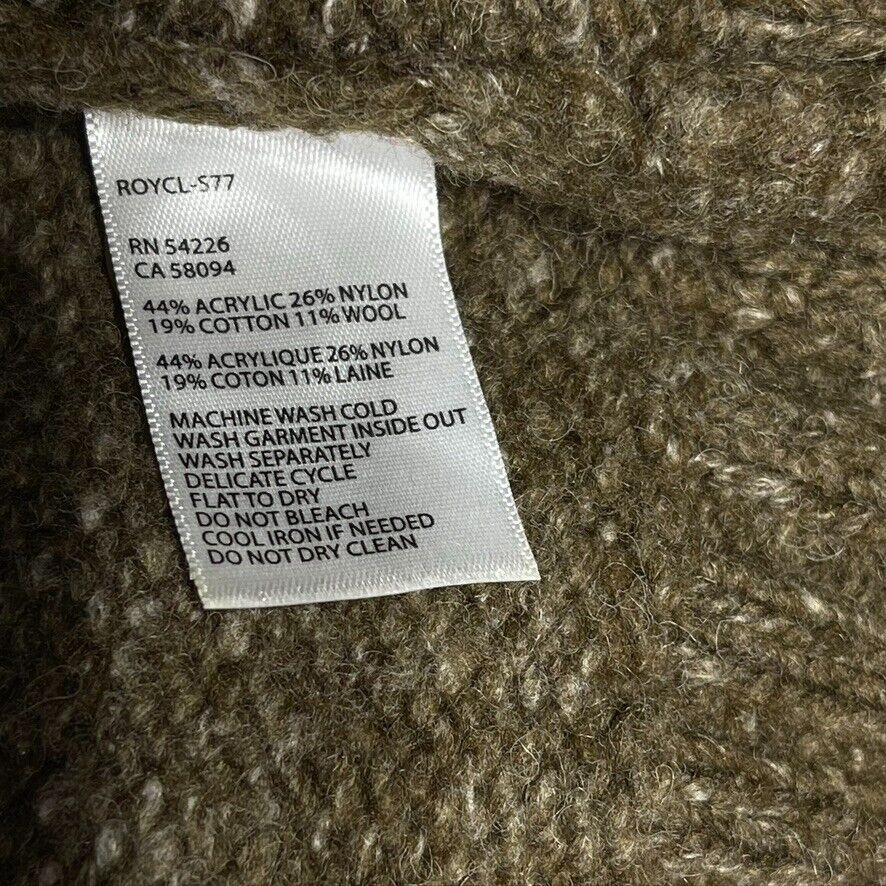 ROYCL-S77
RN 54226
CA 58094
44% ACRYLIC 26% NYLON
19% COTTON 11% WOOL
44% ACRYLIQUE 26% NYLON
19% COTON 11% LAINE
MACHINE WASH COLD
WASH GARMENT INSIDE OUT
WASH SEPARATELY
DELICATE CYCLE
FLAT TO DRY
DO NOT BLEACH
COOL IRON IF NEEDED
DO NOT DRY CLEAN